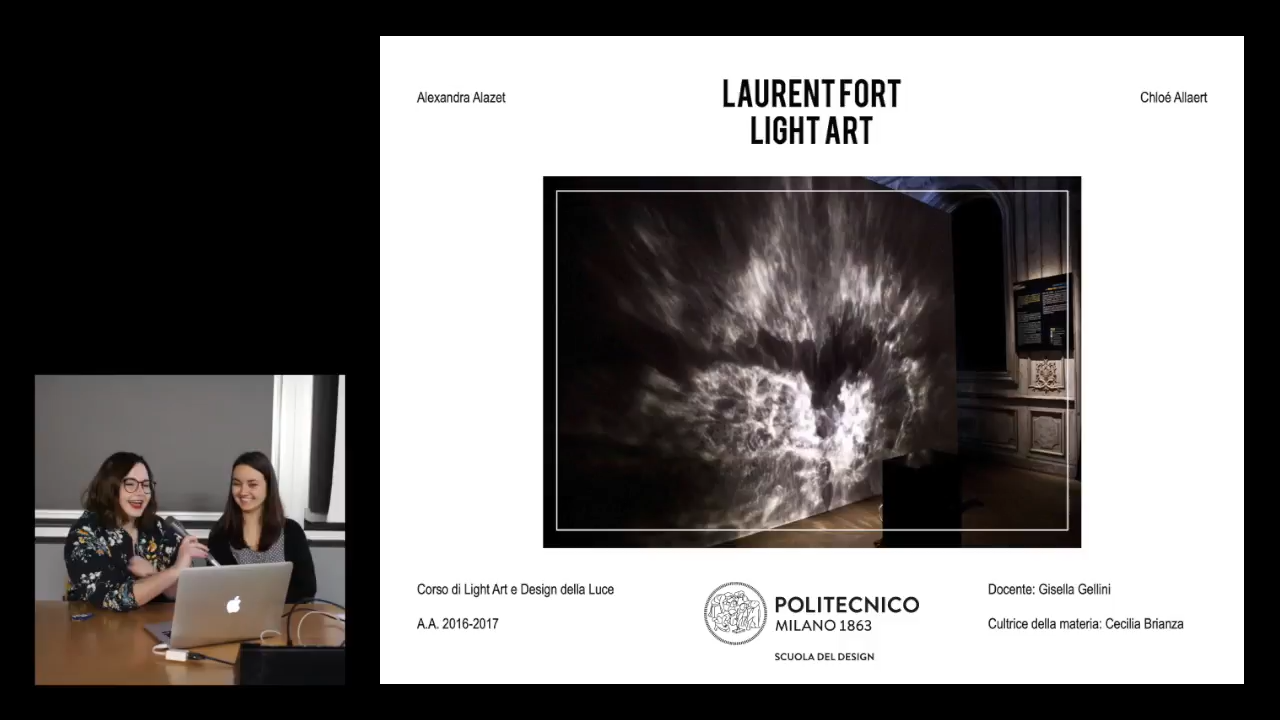 Alexandra Alazet
LAURENT FORT
LIGHT ART
Chloé Allaert
Corso di Light Art e Design della Luce
A.A. 2016-2017
POLITECNICO
MILANO 1863
SCUOLA DEL DESIGN
Docente: Gisella Gellini
Cultrice della materia: Cecilia Brianza